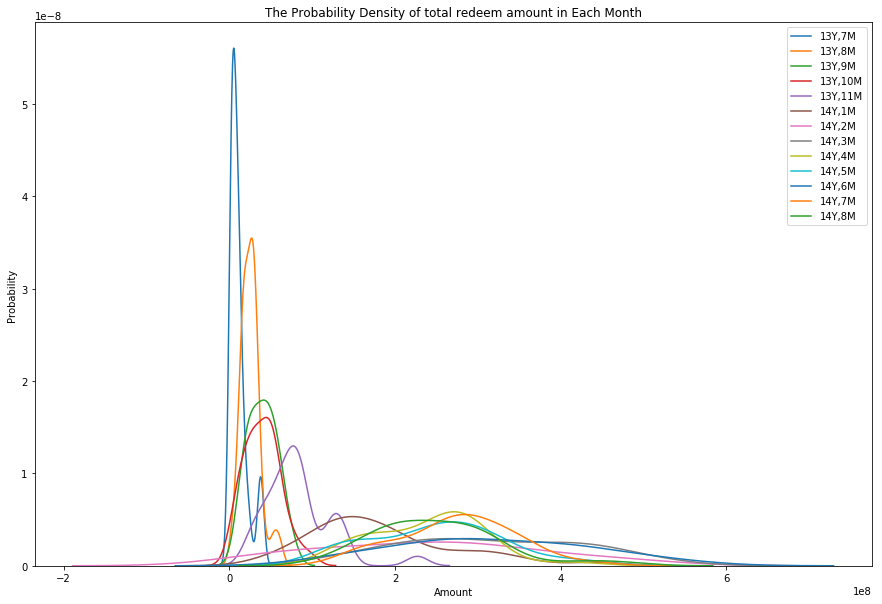 The Probability Density of total redeem amount in Each Month
1e−8
13Y,7M
13Y,8M
13Y,9M
13Y,10M
13Y,11M
14Y,1M
14Y,2M
14Y,3M
14Y,4M
14Y,5M
14Y,6M
14Y,7M
14Y,8M
5
4
3
2
1
0
Probability
−2
0
2
4
6
1e8
Amount